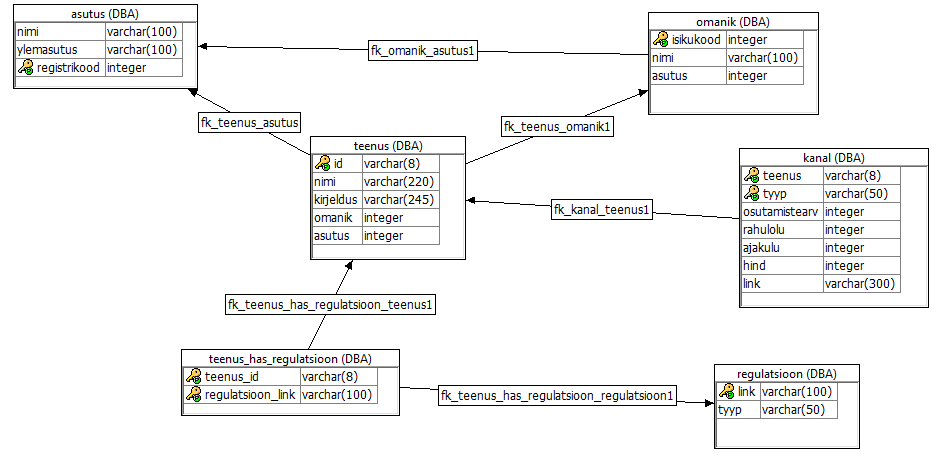 asutus (DBA)
nimi varchar(100)
ylemasutus varchar(100)
registrikood integer
fk_omanik_asutus1
omanik (DBA)
isikukood integer
nimi varchar(100)
asutus integer
fk_teenus_asutus
fk_teenus_omanik1
teenus (DBA)
id varchar(8)
nimi varchar(220)
kirjeldus varchar(245)
omanik integer
asutus integer
kanal (DBA)
teenus varchar(8)
tyyp varchar(50)
osutamistearv integer
rahulolu integer
ajakulu integer
hind integer
link varchar(300)
fk_kanal_teenus1
fk_teenus_has_regulatsioon_teenus1
teenus_has_regulatsioon (DBA)
teenus_id varchar(8)
regulatsioon_link varchar(100)
fk_teenus_has_regulatsioon_regulatsioon1
regulatsioon (DBA)
link varchar(100)
tyyp varchar(50)